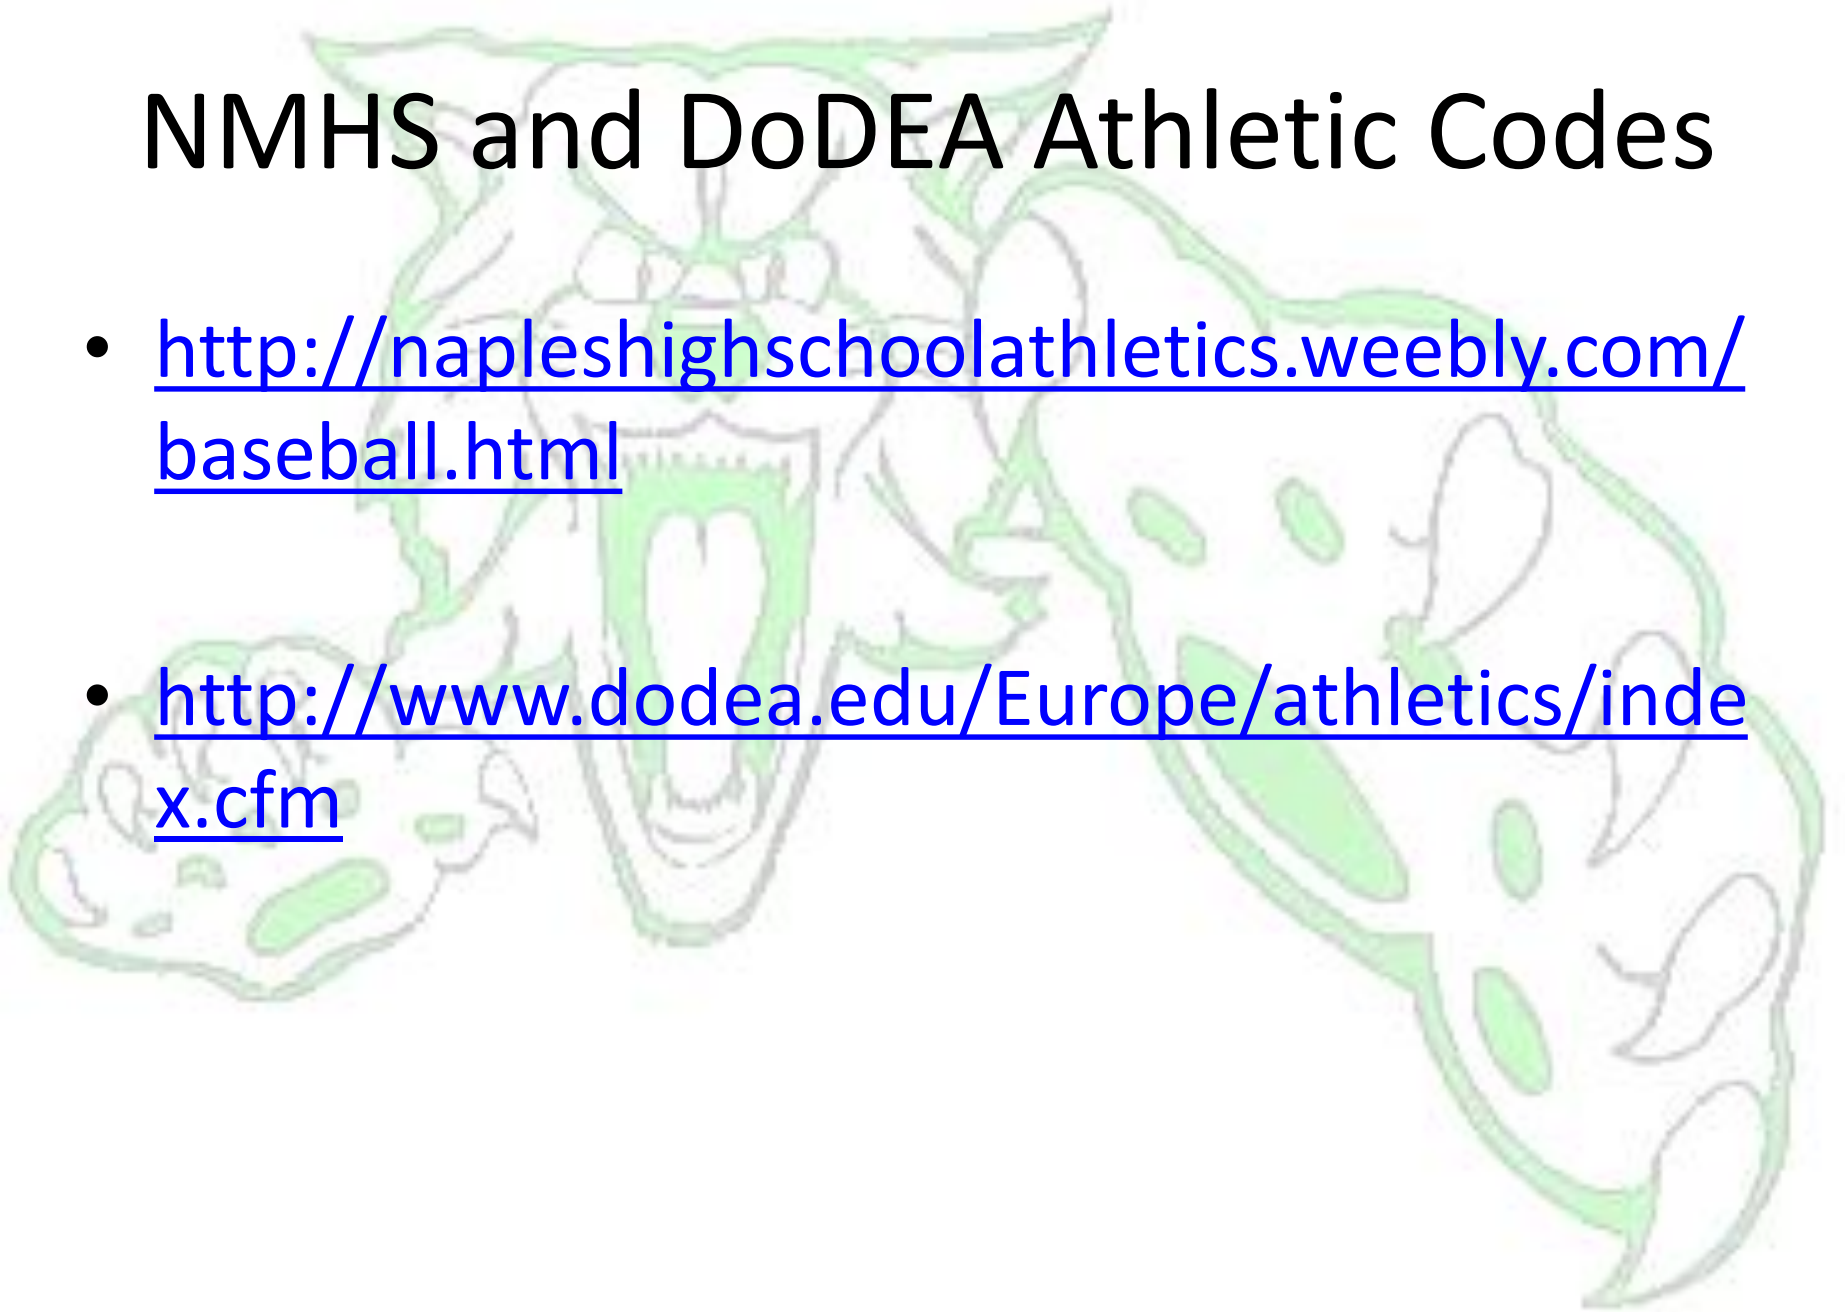 NMHS and DoDEA Athletic Codes
• http://napleshighschoolathletics.weebly.com/
baseball.html
• http://www.dodea.edu/Europe/athletics/inde
x.cfm